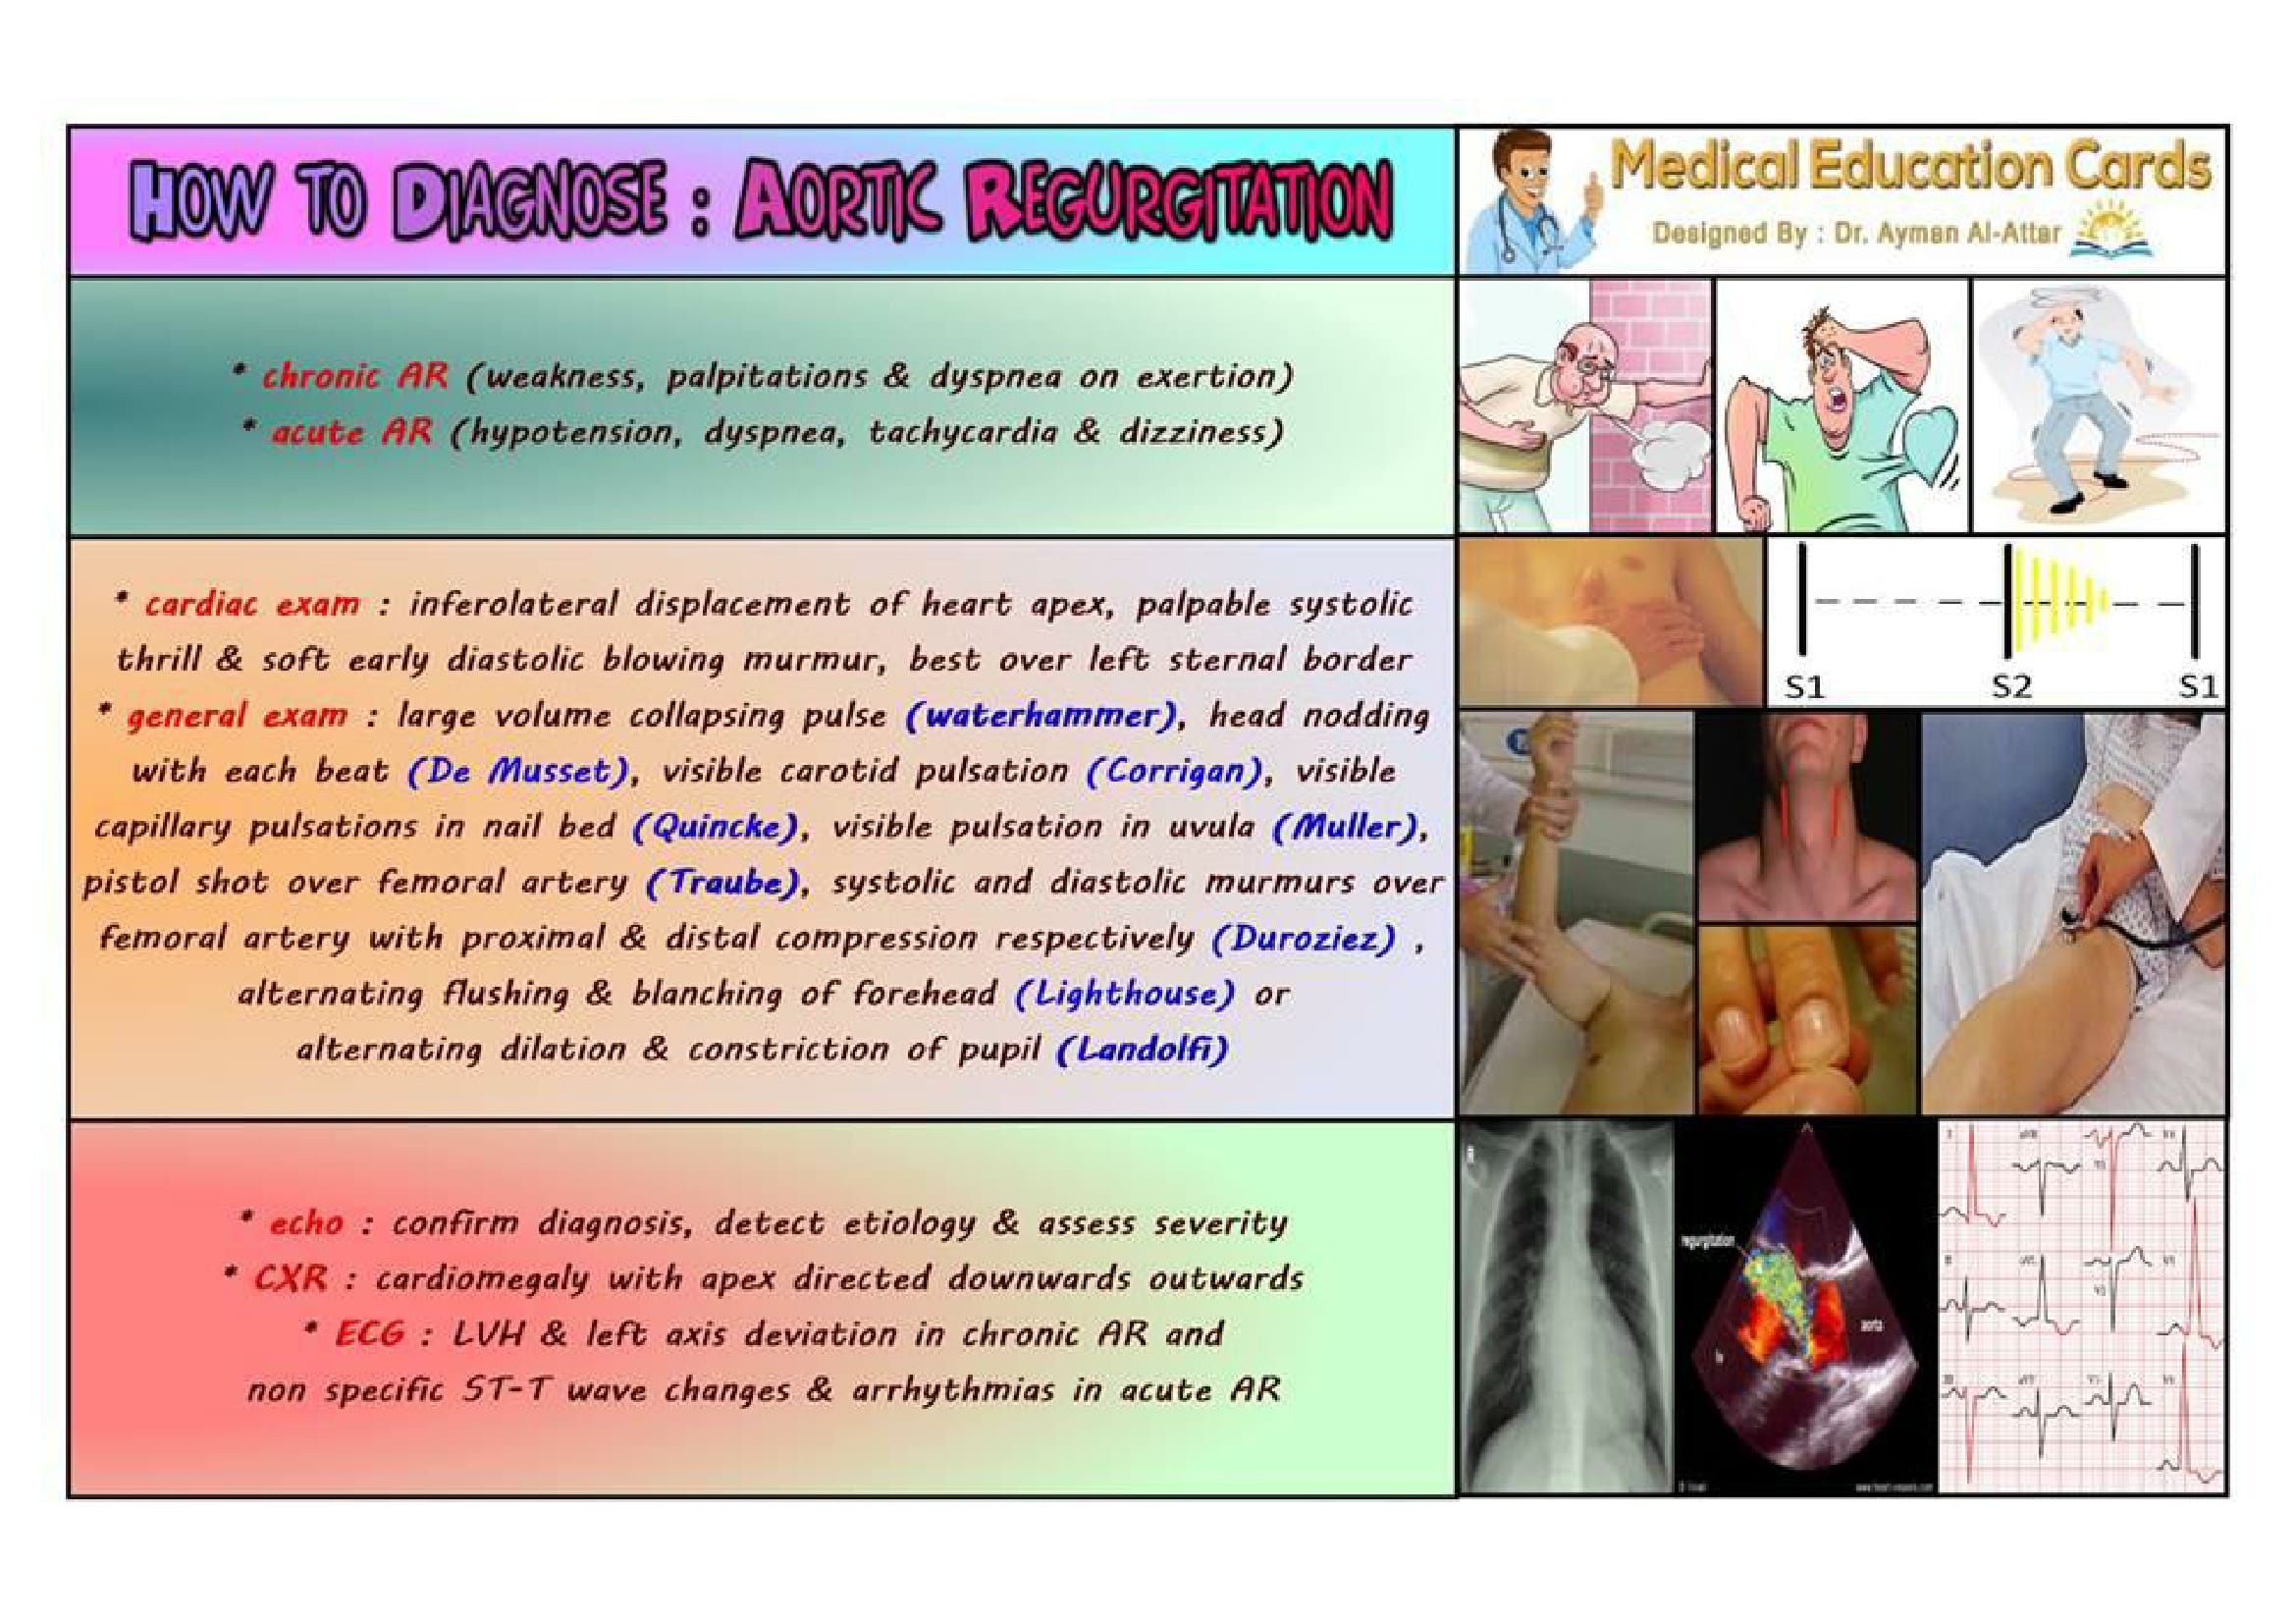 HOW TO DIAGNOSE : AORTIC REGURGITATION
Medical Education Cards
Designed By : Dr. Ayman Al-Attar
* chronic AR (weakness, palpitations & dyspnea on exertion)
* acute AR (hypotension, dyspnea, tachycardia & dizziness)
* cardiac exam : inferolateral displacement of heart apex, palpable systolic
thrill & soft early diastolic blowing murmur, best over left sternal border
* general exam : large volume collapsing pulse (waterhammer), head nodding
with each beat (De Musset), visible carotid pulsation (Corrigan), visible
capillary pulsations in nail bed (Quincke), visible pulsation in uvula (Muller),
pistol shot over femoral artery (Traube), systolic and diastolic murmurs over
femoral artery with proximal & distal compression respectively (Duroziez) ,
alternating flushing & blanching of forehead (Lighthouse) or
alternating dilation & constriction of pupil (Landolfi)
S1 S2 S1
* echo : confirm diagnosis, detect etiology & assess severity
* CXR : cardiomegaly with apex directed downwards outwards
* ECG : LVH & left axis deviation in chronic AR and
non specific ST-T wave changes & arrhythmias in acute AR
regurgitation
aorta
lv